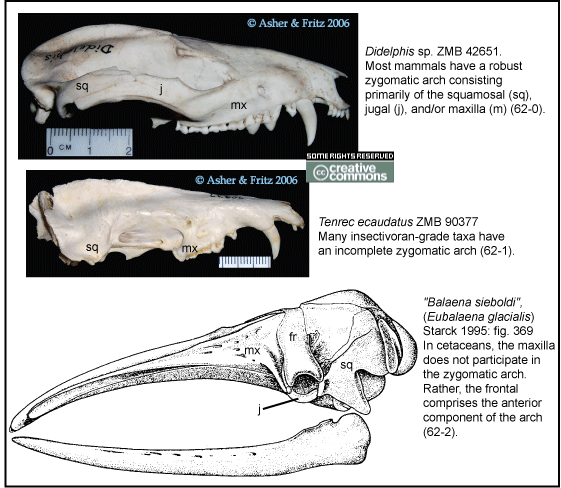 © Asher & Fritz 2006
Didelphis
sq
j
mx
0 CM 1 2
Didelphis sp. ZMB 42651.
Most mammals have a robust
zygomatic arch consisting
primarily of the squamosal (sq),
jugal (j), and/or maxilla (m) (62-0).
SOME RIGHTS RESERVED
cc creative
commons
© Asher & Fritz 2006
sq
mx
Tenrec ecaudatus ZMB 90377
Many insectivoran-grade taxa have
an incomplete zygomatic arch (62-1).
mx
fr
sq
j
"Balaena sieboldi",
(Eubalaena glacialis)
Starck 1995: fig. 369
In cetaceans, the maxilla
does not participate in
the zygomatic arch.
Rather, the frontal
comprises the anterior
component of the arch
(62-2).